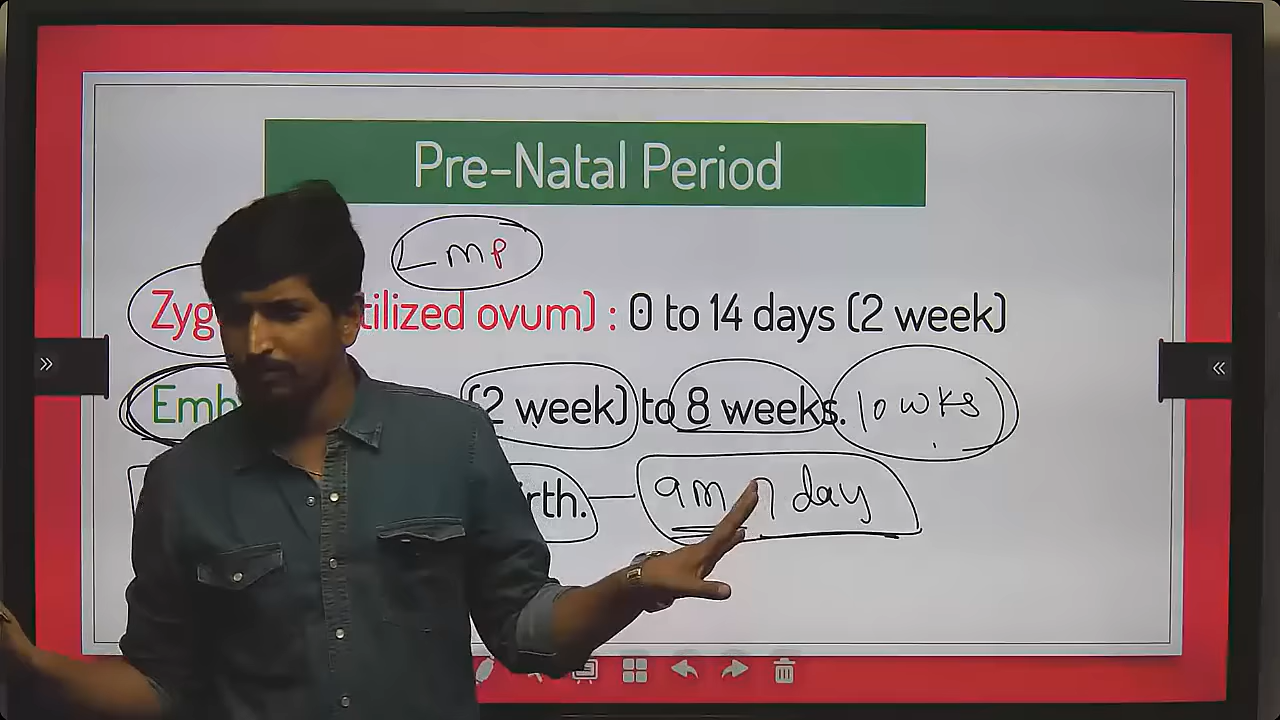 Pre-Natal Period
LMP
Zyg tilized ovum) : 0 to 14 days (2 week)
Emb (2 week) to 8 weeks. 10 wks
rth. — 9m 7 day